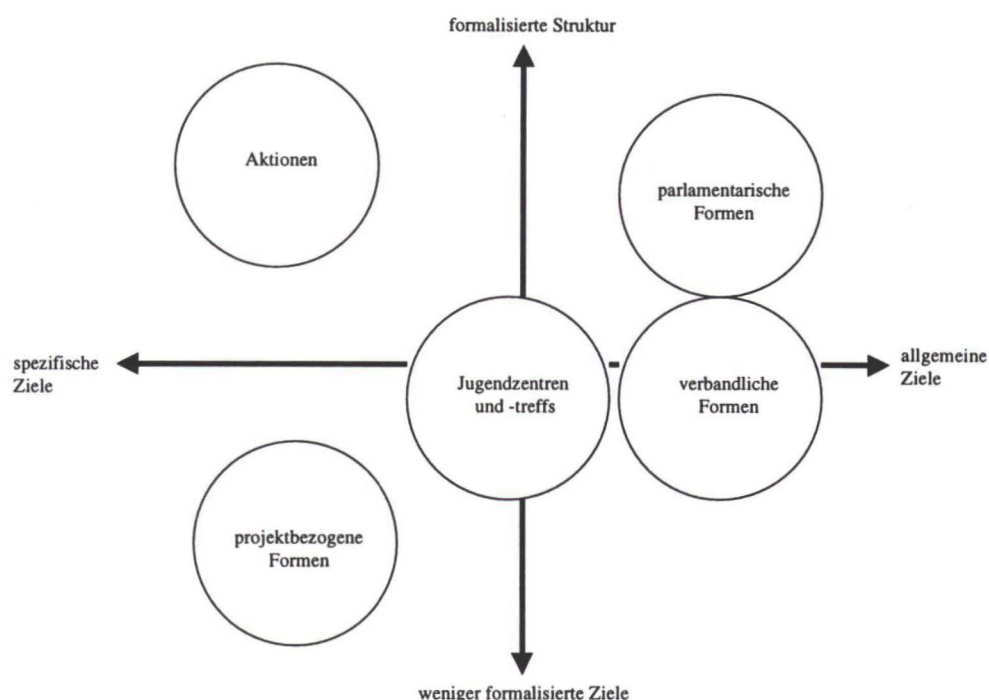 formalisierte Struktur
Aktionen
parlamentarische
Formen
spezifische
Ziele
Jugendzentren
und -treffs
verbandliche
Formen
allgemeine
Ziele
projektbezogene
Formen
weniger formalisierte Ziele